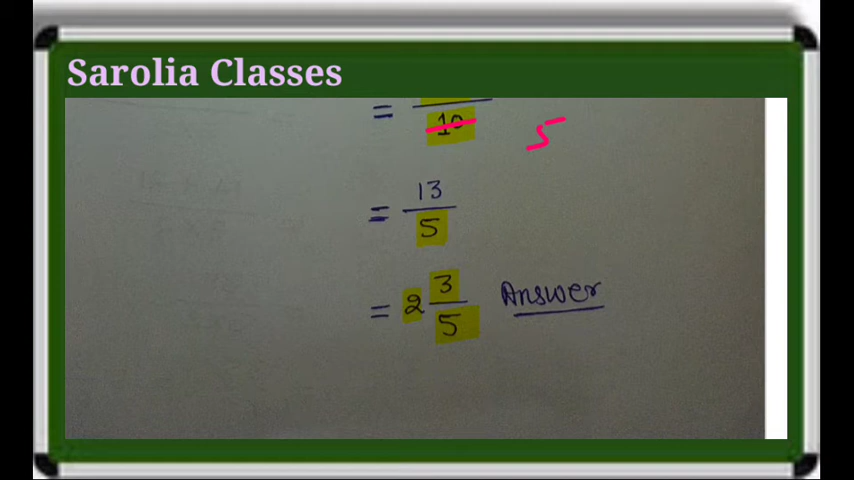 Sarolia Classes
= 10 5
= 13/5
= 2 3/5 Answer